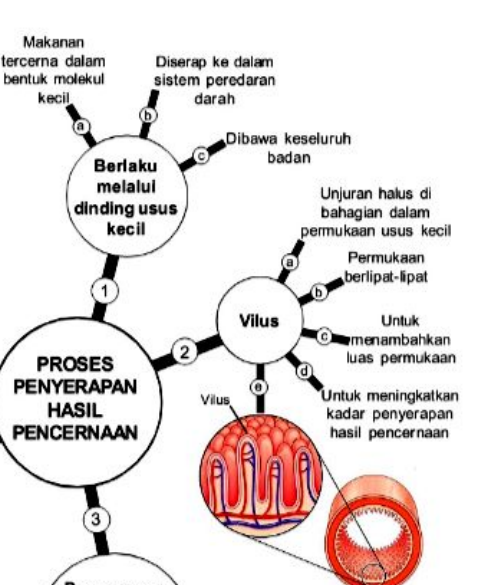 Makanan
tercerna dalam
bentuk molekul
kecil
a
Diserap ke dalam
sistem peredaran
darah
b
Dibawa keseluruh
badan
c
Berlaku
melalui
dinding usus
kecil
1
Unjuran halus di
bahagian dalam
permukaan usus kecil
a
Permukaan
berlipat-lipat
b
Untuk
menambahkan
luas permukaan
c
Untuk meningkatkan
kadar penyerapan
hasil pencernaan
d
Vilus
e
Vilus
2
PROSES
PENYERAPAN
HASIL
PENCERNAAN
3